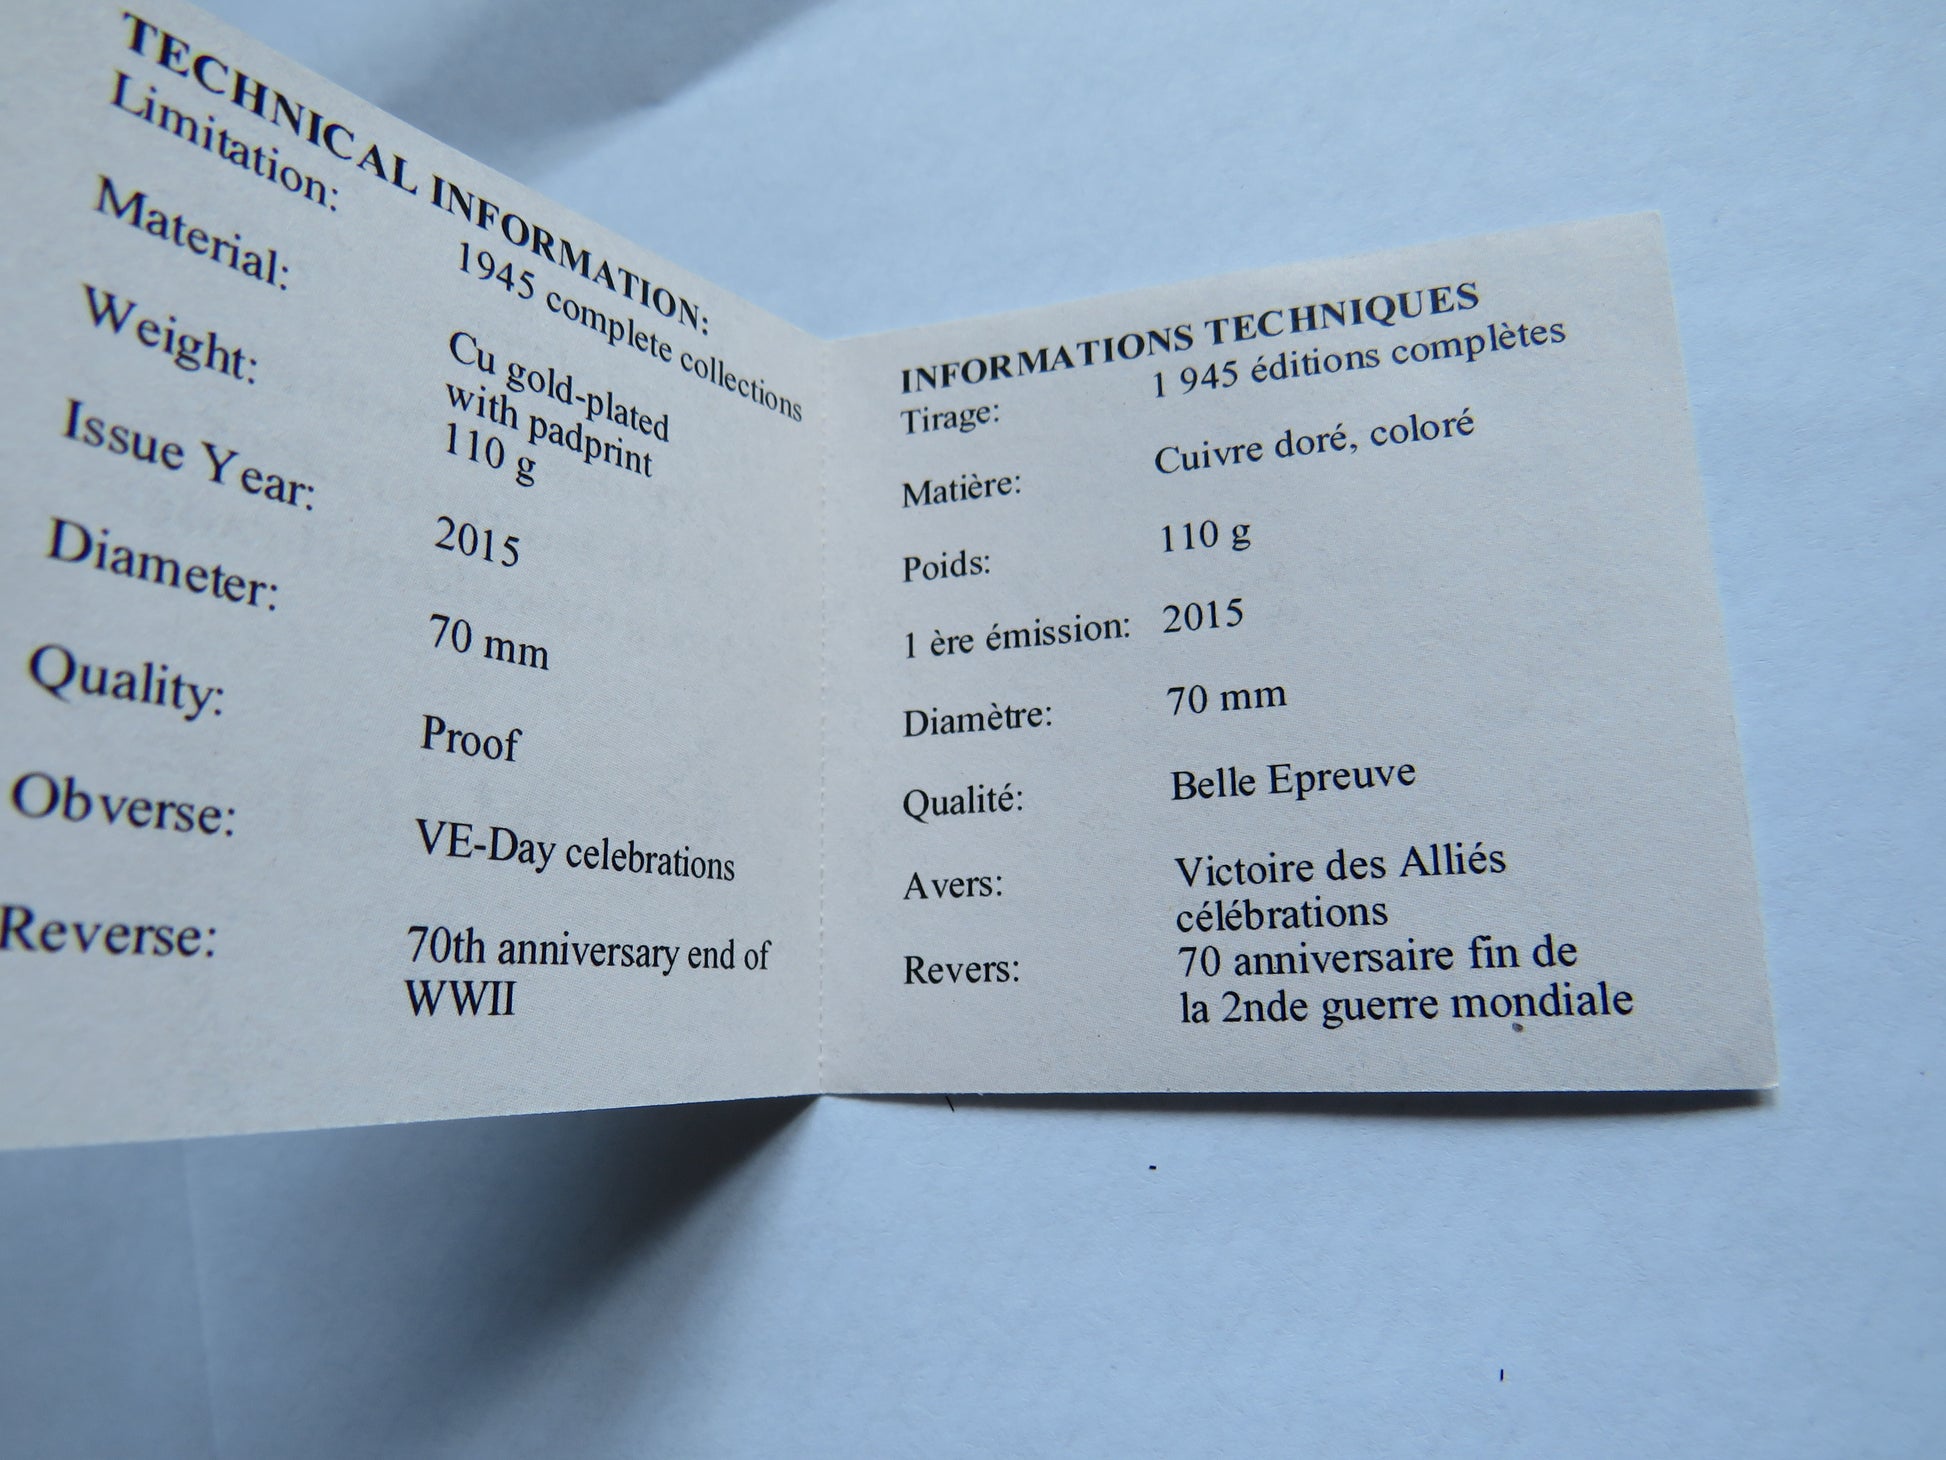 TECHNICAL INFORMATION:
Limitation: 1945 complete collections
Material: Cu gold-plated
with padprint
Weight: 110 g
Issue Year: 2015
Diameter: 70 mm
Quality: Proof
Obverse: VE-Day celebrations
Reverse: 70th anniversary end of
WWII
INFORMATIONS TECHNIQUES
Tirage: 1 945 éditions complètes
Matière: Cuivre doré, coloré
Poids: 110 g
1 ère émission: 2015
Diamètre: 70 mm
Qualité: Belle Epreuve
Avers: Victoire des Alliés
célébrations
Revers: 70 anniversaire fin de
la 2nde guerre mondiale